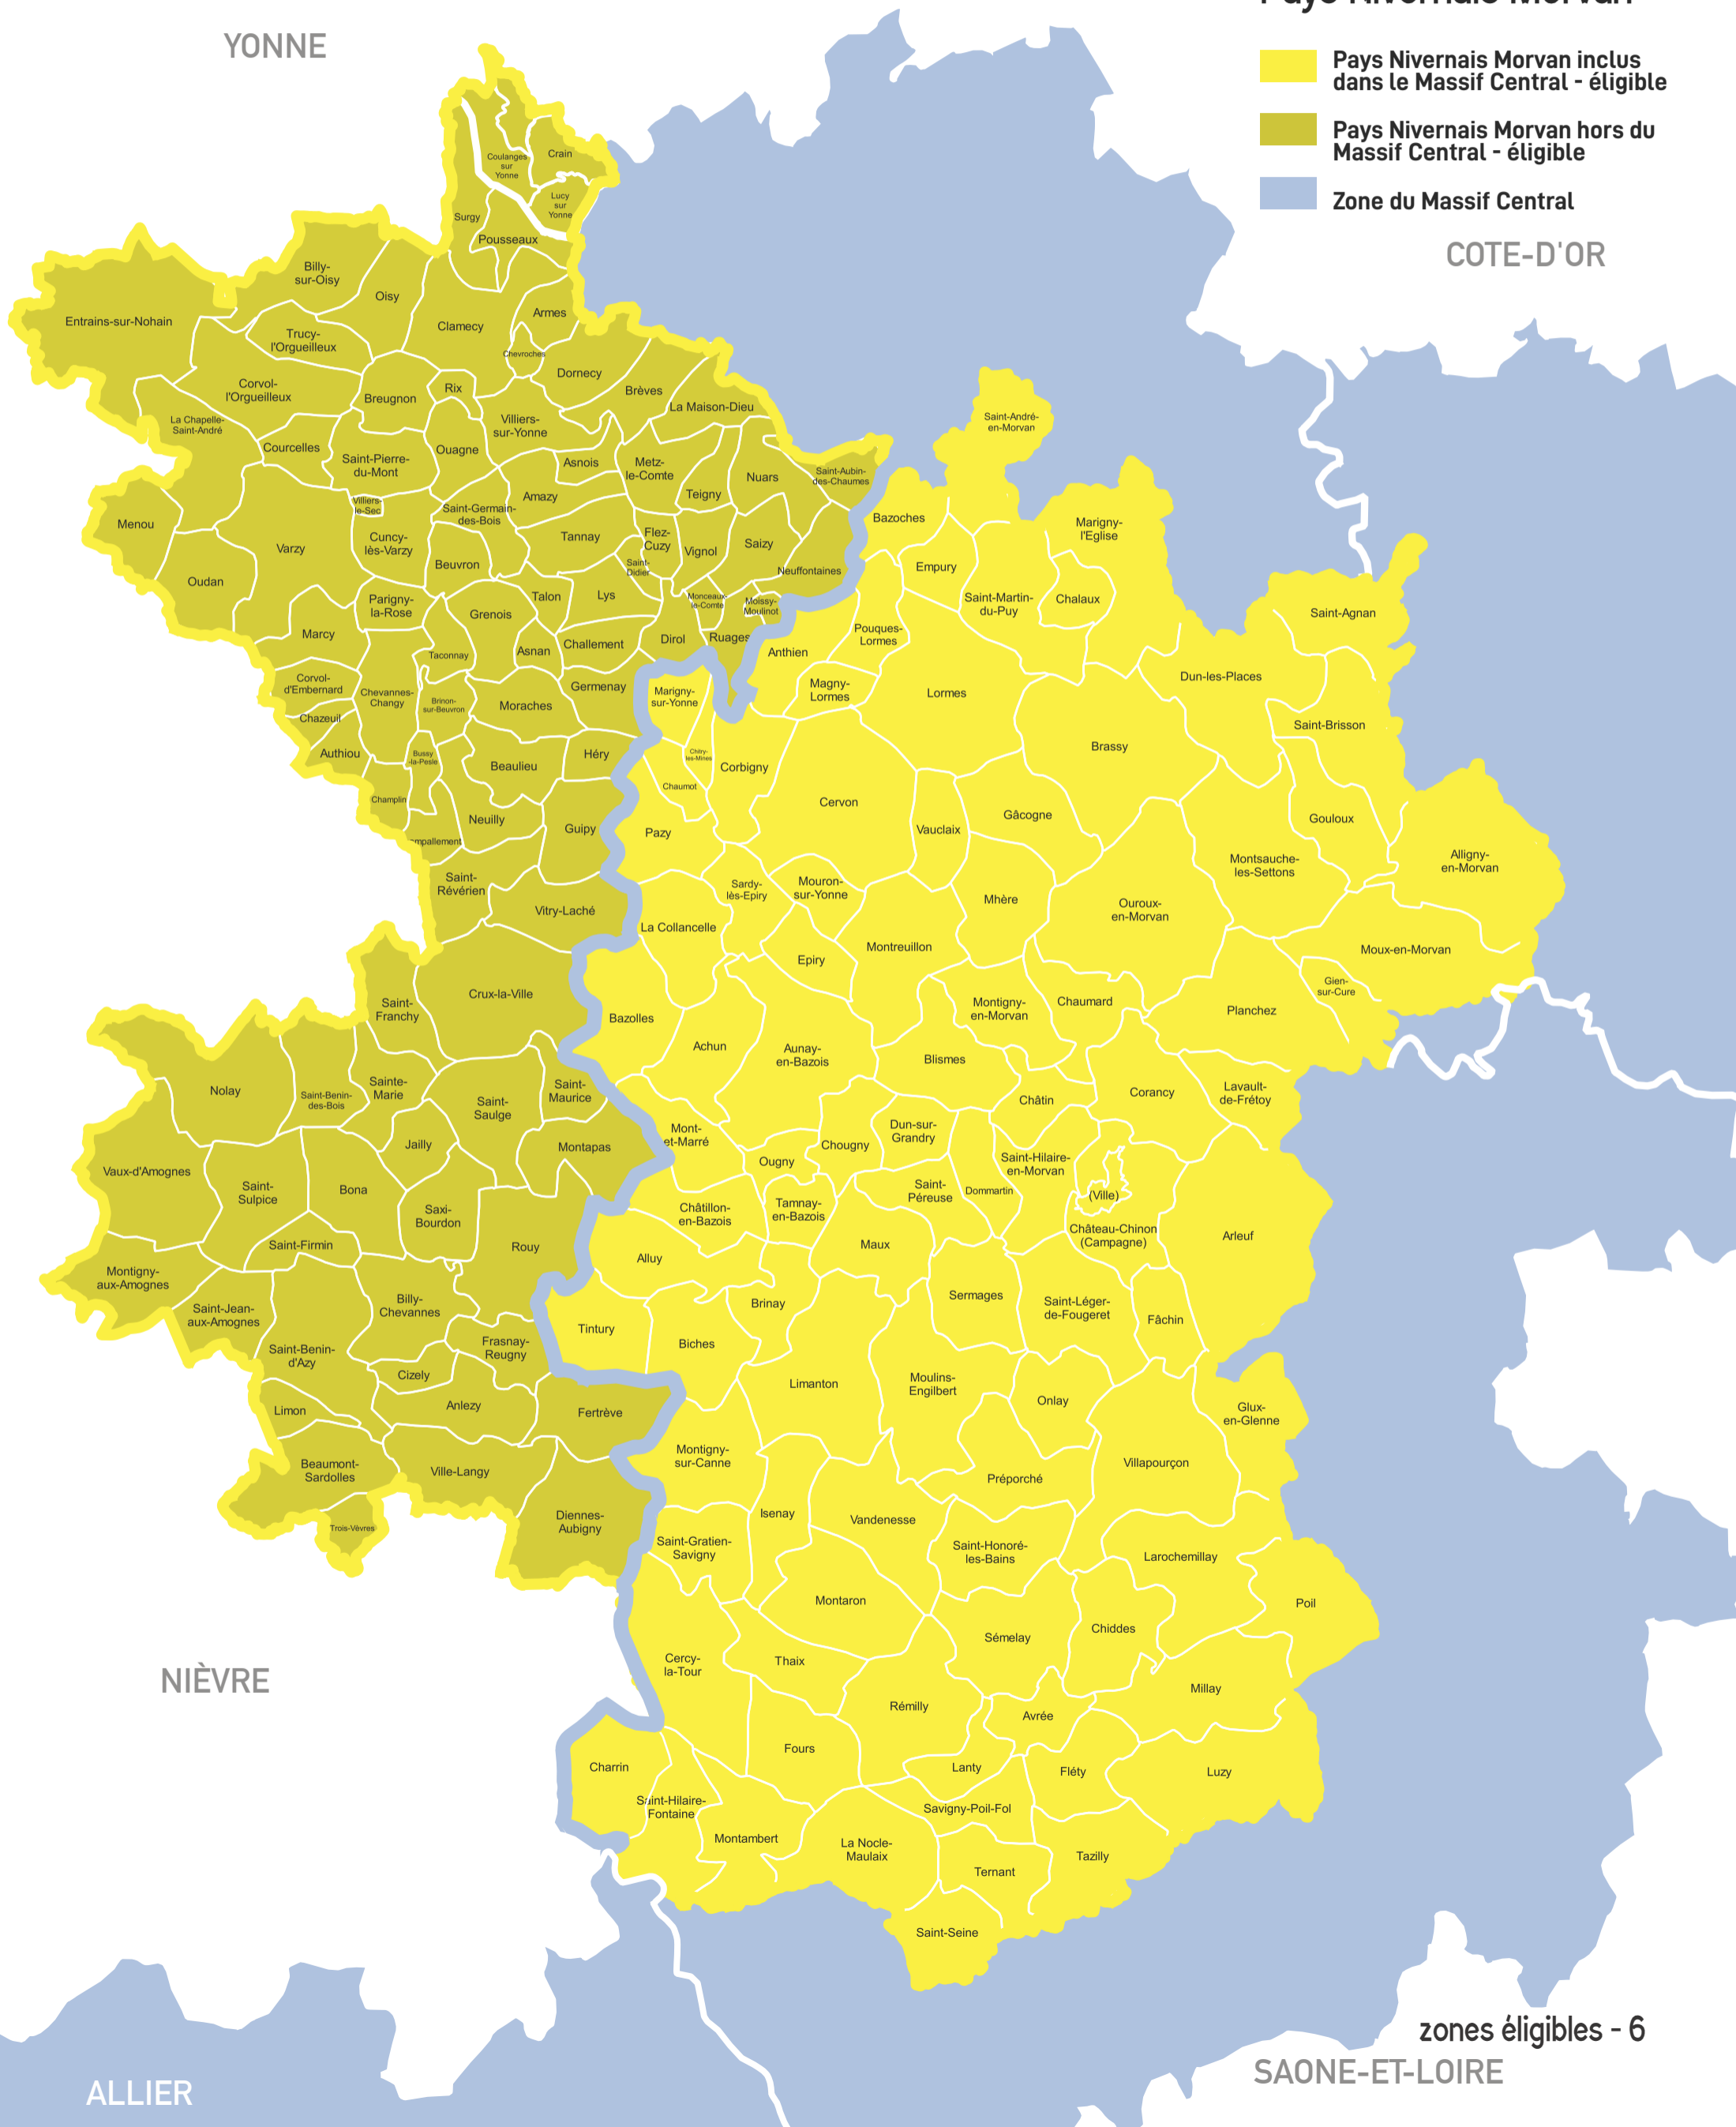 Pays Nivernais Morvan
YONNE
Pays Nivernais Morvan inclus
dans le Massif Central - éligible
Pays Nivernais Morvan hors du
Massif Central - éligible
Zone du Massif Central
COTE-D'OR
Coulanges
sur
Yonne
Crain
Lucy
sur
Yonne
Surgy
Pousseaux
Billy-
sur-Oisy
Oisy
Entrains-sur-Nohain
Trucy-
l'Orgueilleux
Clamecy
Armes
Chevroches
Dornecy
Corvol-
l'Orgueilleux
Breugnon
Rix
Brèves
La Maison-Dieu
La Chapelle-
Saint-André
Courcelles
Saint-Pierre-
du-Mont
Ouagne
Villiers-
sur-Yonne
Asnois
Metz-
le-Comte
Teigny
Nuars
Saint-Aubin-
des-Chaumes
Saint-André-
en-Morvan
Menou
Villiers-
le-Sec
Saint-Germain-
des-Bois
Amazy
Bazoches
Marigny-
l'Eglise
Oudan
Varzy
Cuncy-
lès-Varzy
Beuvron
Tannay
Flez-
Cuzy
Saint-
Didier
Vignol
Saizy
Neuffontaines
Empury
Saint-Martin-
du-Puy
Chalaux
Saint-Agnan
Parigny-
la-Rose
Grenois
Talon
Lys
Monceaux-
le-Comte
Moissy-
Moulinot
Marcy
Taconnay
Asnan
Challement
Dirol
Ruages
Anthien
Pouques-
Lormes
Corvol-
d'Embernard
Chevannes-
Changy
Brinon-
sur-Beuvron
Moraches
Germenay
Marigny-
sur-Yonne
Magny-
Lormes
Lormes
Dun-les-Places
Saint-Brisson
Chazeuil
Authiou
Bussy
-la-Pesle
Beaulieu
Héry
Chitry-
les-Mines
Chaumot
Corbigny
Brassy
Champlin
Neuilly
Guipy
Pazy
Cervon
Vauclaix
Gâcogne
Gouloux
mpallement
Saint-
Révérien
Vitry-Laché
Sardy-
lès-Epiry
Mouron-
sur-Yonne
Mhère
Ouroux-
en-Morvan
Montsauche-
les-Settons
Alligny-
en-Morvan
La Collancelle
Epiry
Montreuillon
Moux-en-Morvan
Saint-
Franchy
Crux-la-Ville
Bazolles
Montigny-
en-Morvan
Chaumard
Planchez
Gien-
sur-Cure
Achun
Aunay-
en-Bazois
Blismes
Nolay
Saint-Benin-
des-Bois
Sainte-
Marie
Saint-
Saulge
Saint-
Maurice
Châtin
Corancy
Lavault-
de-Frétoy
Jailly
Montapas
Mont-
et-Marré
Ougny
Chougny
Dun-sur-
Grandry
Saint-Hilaire-
en-Morvan
Vaux-d'Amognes
Saint-
Sulpice
Bona
Saxi-
Bourdon
Châtillon-
en-Bazois
Tamnay-
en-Bazois
Saint-
Péreuse
Dommartin
(Ville)
Château-Chinon
(Campagne)
Arleuf
Saint-Firmin
Rouy
Alluy
Maux
Montigny-
aux-Amognes
Saint-Jean-
aux-Amognes
Billy-
Chevannes
Brinay
Sermages
Saint-Léger-
de-Fougeret
Fâchin
Saint-Benin-
d'Azy
Frasnay-
Reugny
Tintury
Biches
Cizely
Limanton
Moulins-
Engilbert
Onlay
Glux-
en-Glenne
Limon
Anlezy
Fertrève
Beaumont-
Sardolles
Ville-Langy
Montigny-
sur-Canne
Préporché
Villapourçon
Trois-Vèvres
Diennes-
Aubigny
Saint-Gratien-
Savigny
Isenay
Vandenesse
Saint-Honoré-
les-Bains
Larochemillay
Montaron
Poil
Chiddes
Sémelay
NIÈVRE
Cercy-
la-Tour
Thaix
Rémilly
Avrée
Millay
Charrin
Fours
Lanty
Fléty
Luzy
Saint-Hilaire-
Fontaine
Savigny-Poil-Fol
Montambert
La Nocle-
Maulaix
Ternant
Tazilly
Saint-Seine
zones éligibles - 6
SAONE-ET-LOIRE
ALLIER